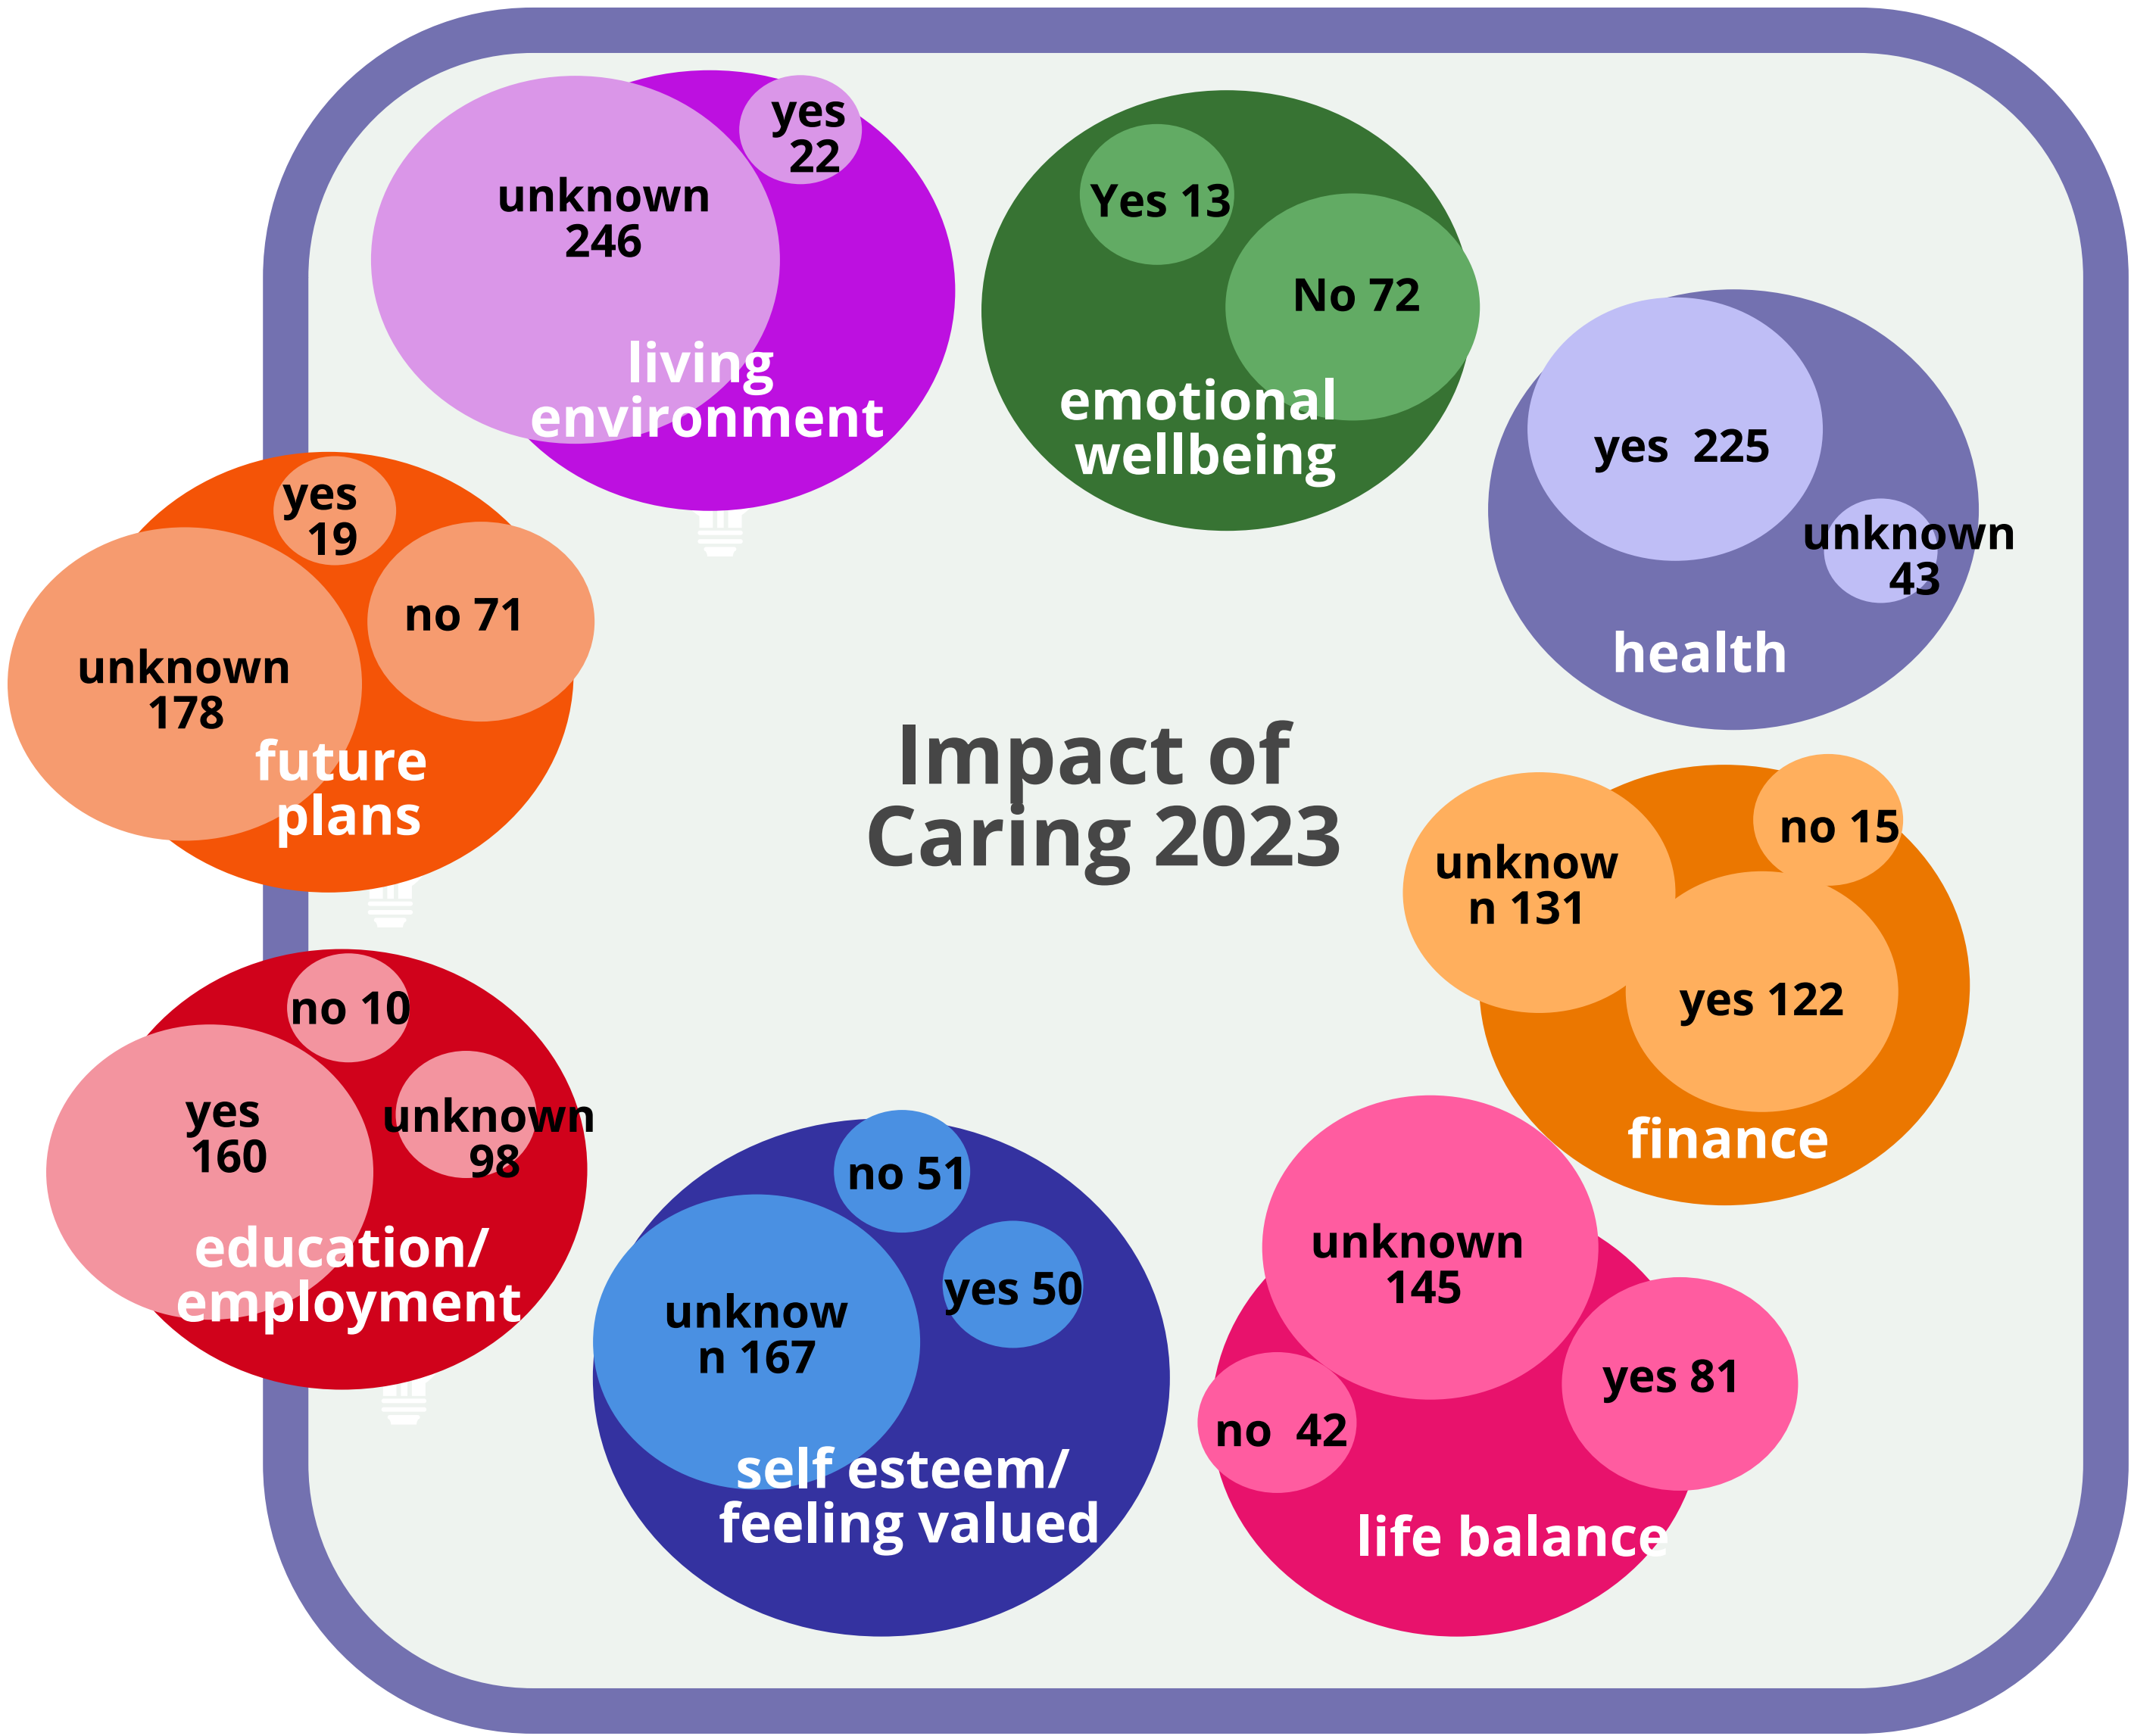 yes
22
unknown
246
living
environment
Yes 13
No 72
emotional
wellbeing
yes 225
unknown
43
health
yes
19
no 71
unknown
178
future
plans
Impact of
Caring 2023
no 15
unknow
n 131
yes 122
finance
no 10
yes
160
unknown
98
education/
employment
no 51
yes 50
unknow
n 167
self esteem/
feeling valued
unknown
145
yes 81
no 42
life balance